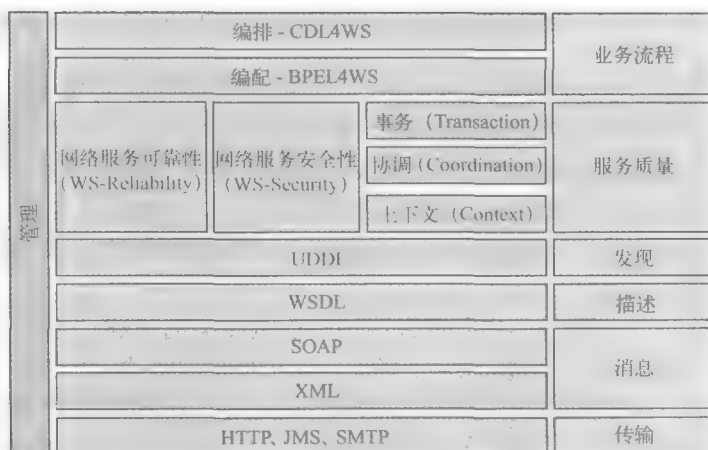 编排 - CDL4WS
业务流程
编配 - BPEL4WS
事务（Transaction）
网络服务可靠性
(WS-Reliability)
网络服务安全性
(WS-Security)
协调(Coordination)
服务质量
上下文（Context）
管理
UDDI
发现
WSDL
描述
SOAP
消息
XML
HTTP、JMS、SMTP
传输